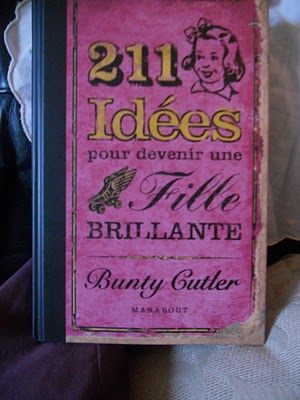 211
Idées
pour devenir une
Fille
BRILLANTE
Bunty Cutler
MARABOUT